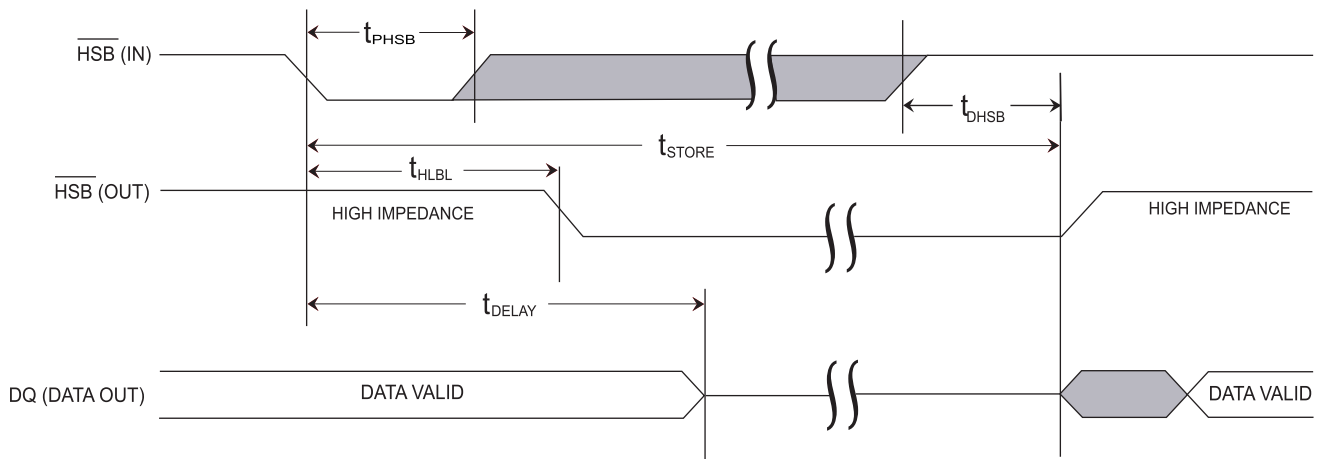 tPHSB
HSB (IN)
tDHSB
tSTORE
tHLBL
HSB (OUT)
HIGH IMPEDANCE
HIGH IMPEDANCE
tDELAY
DQ (DATA OUT)
DATA VALID
DATA VALID